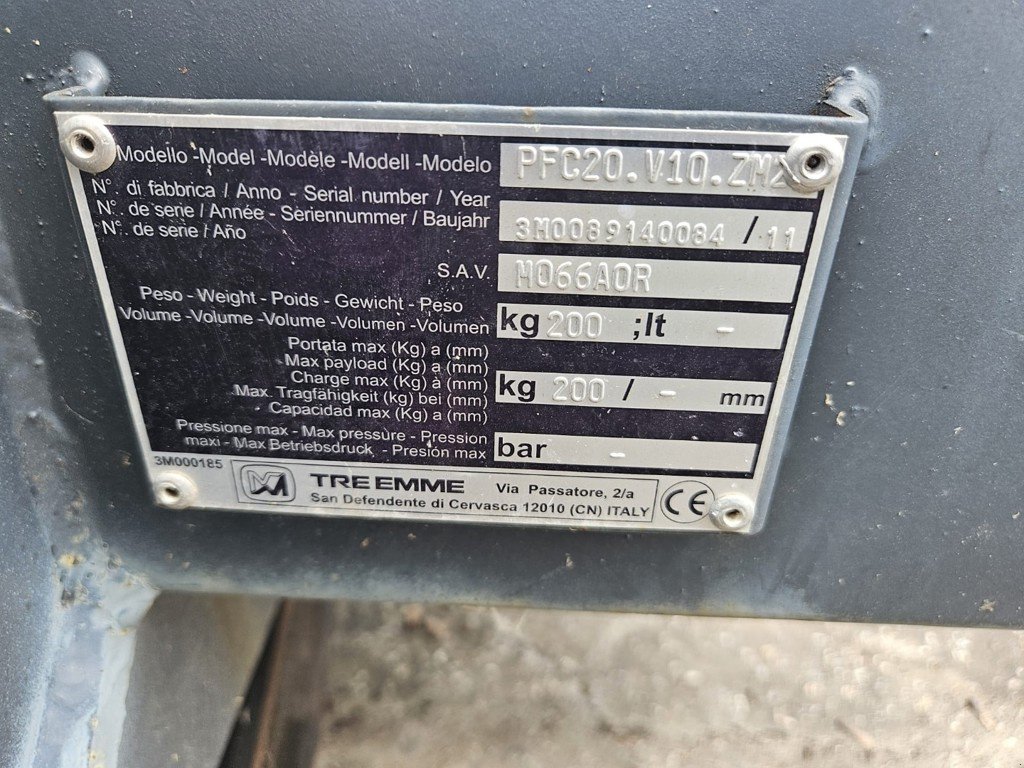 Modello -Model -Modèle -Modell -Modelo
N°. di fabbrica / Anno - Serial number / Year
N°. de serie / Année - Seriennummer / Baujahr
N°. de serie / Año
3M0089140084 / 11
S.A.V. M066A0R
Peso - Weight - Poids - Gewicht - Peso
Volume -Volume -Volume -Volumen -Volumen
kg 200 ;lt -
Portata max (Kg) a (mm)
Max payload (Kg) a (mm)
Charge max (Kg) à (mm)
Max. Tragfähigkeit (kg) bei (mm)
Capacidad max (Kg) a (mm)
kg 200 / - mm
Pressione max - Max pressure - Pression
maxi - Max Betriebsdruck - Presión max
bar -
3M000185
TRE EMME Via Passatore, 2/a
San Defendente di Cervasca 12010 (CN) ITALY
CE